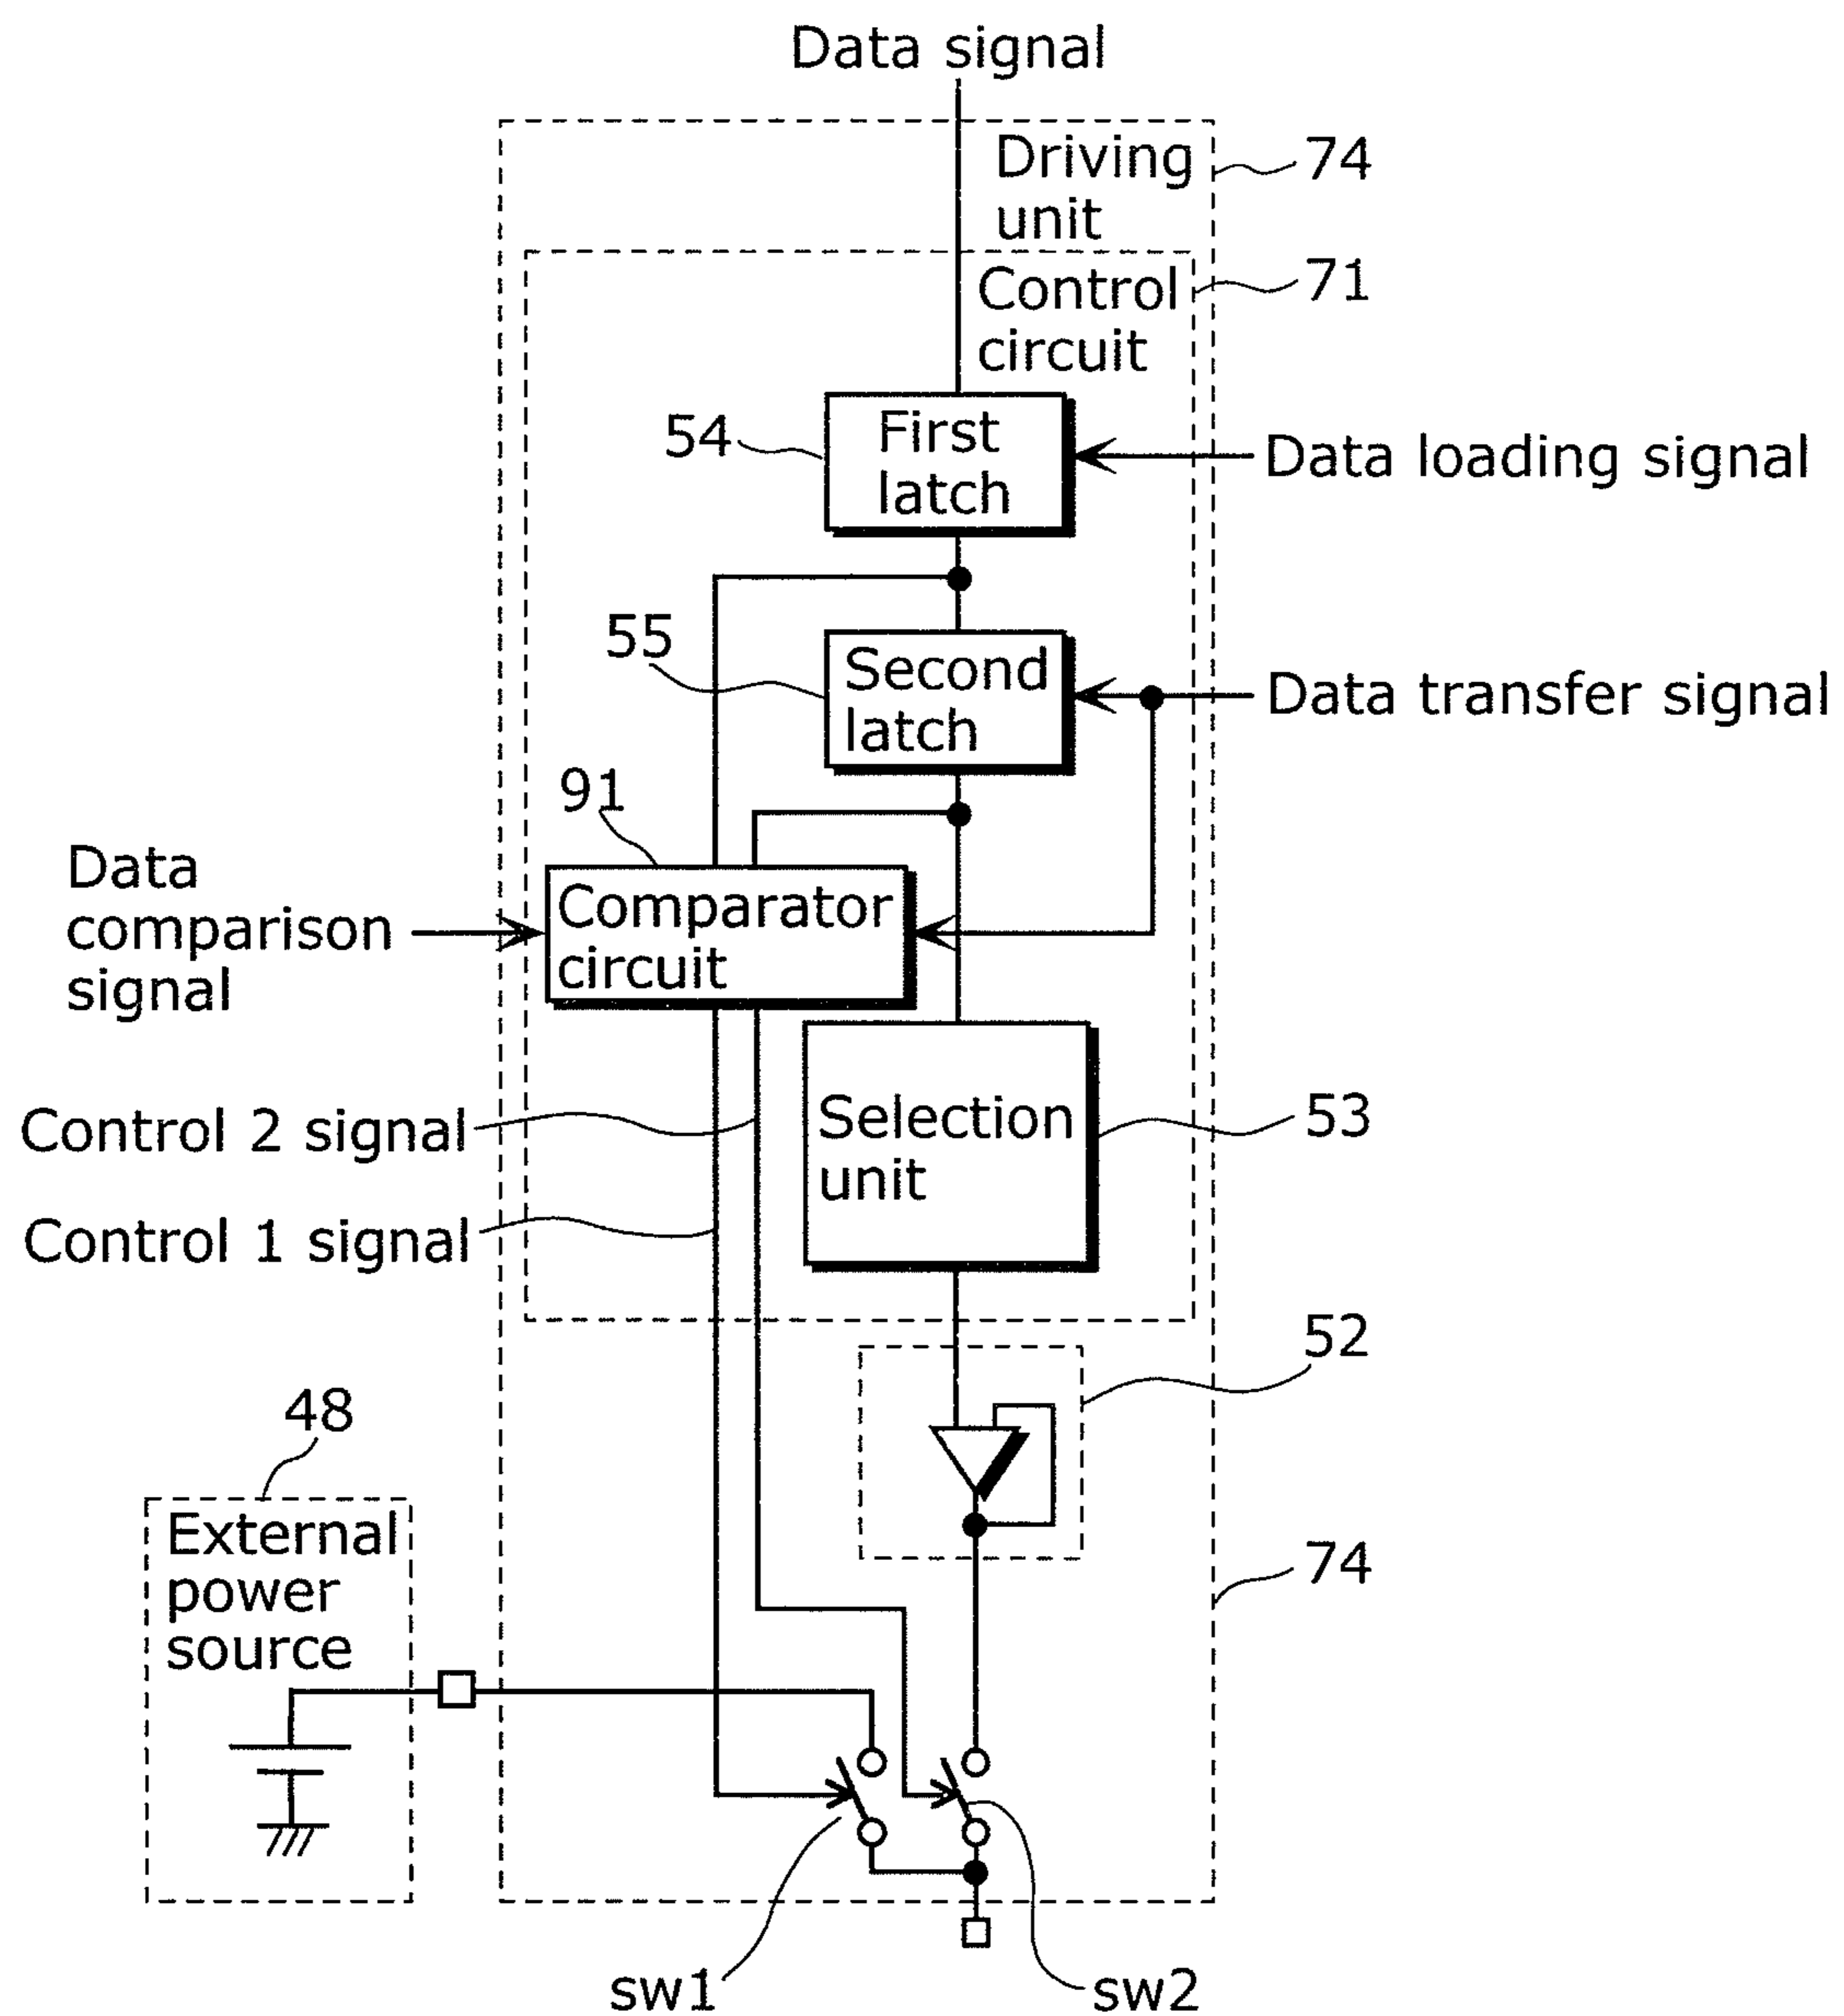 Data signal
Driving
unit
74
Control
circuit
71
54
First
latch
Data loading signal
55
Second
latch
Data transfer signal
91
Data
comparison
signal
Comparator
circuit
Control 2 signal
Selection
unit
53
Control 1 signal
52
48
External
power
source
74
sw1
sw2